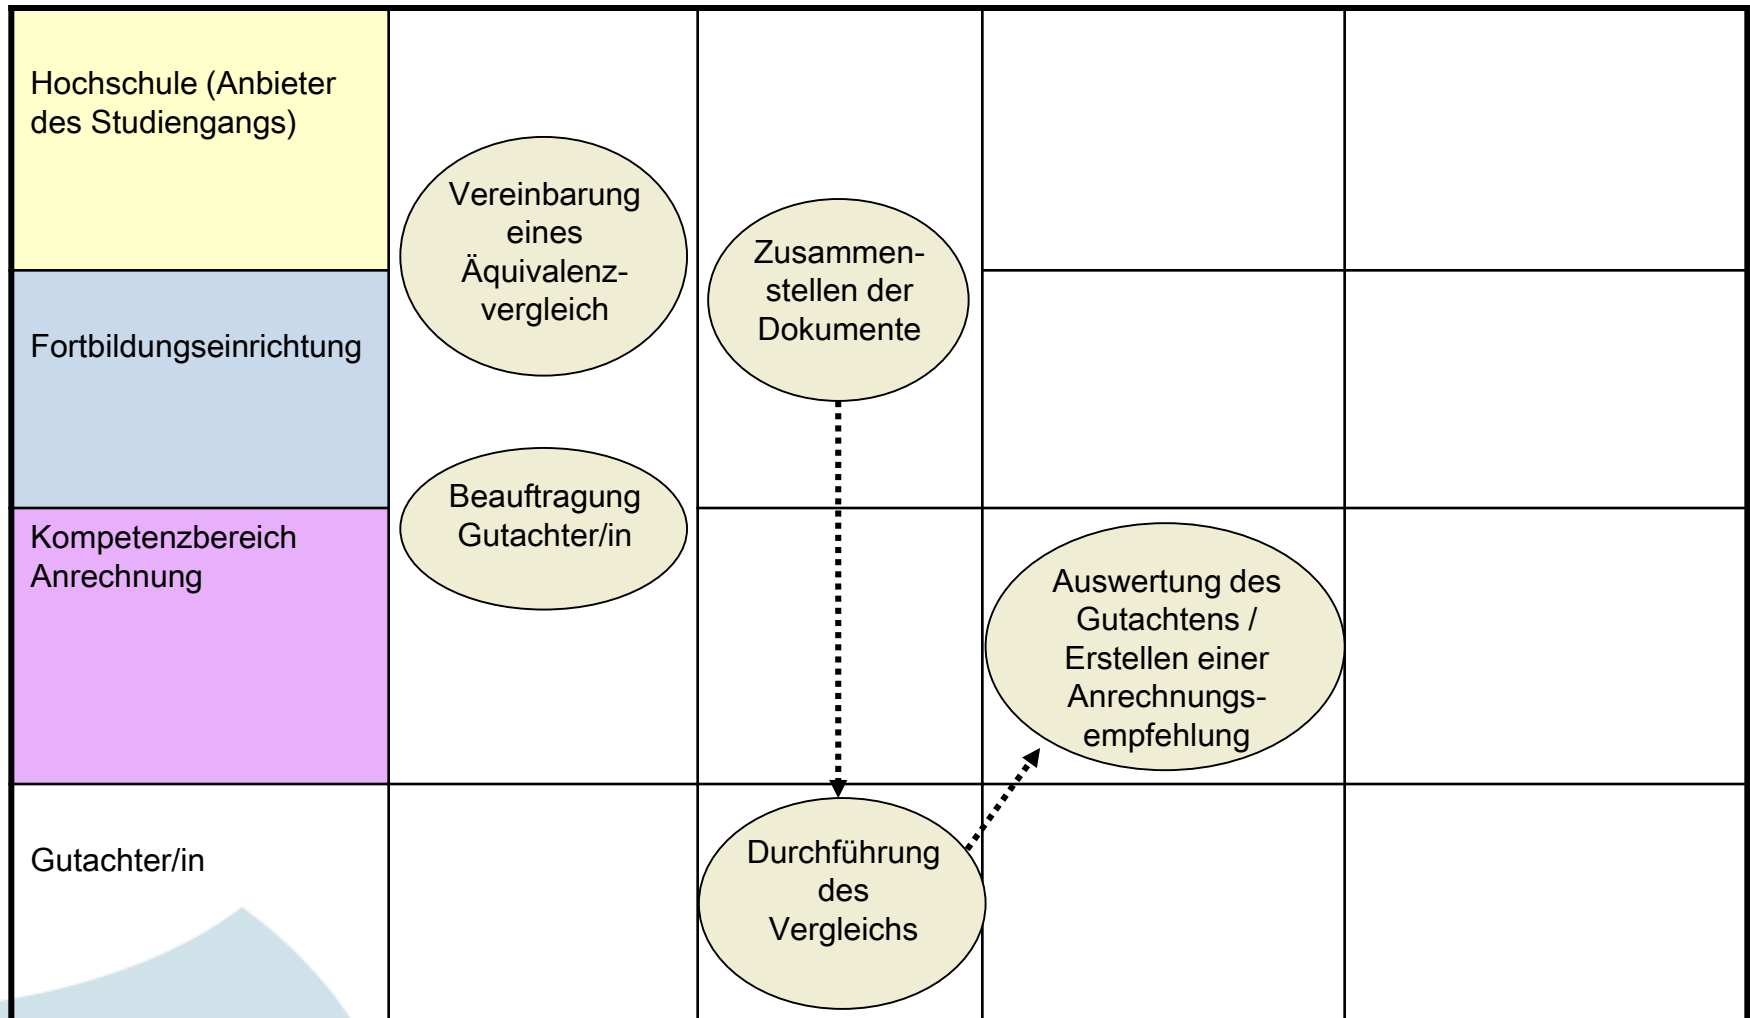 Hochschule (Anbieter
des Studiengangs)
Vereinbarung
eines
Äquivalenz-
vergleich
Zusammen-
stellen der
Dokumente
Fortbildungseinrichtung
Beauftragung
Gutachter/in
Kompetenzbereich
Anrechnung
Auswertung des
Gutachtens /
Erstellen einer
Anrechnungs-
empfehlung
Gutachter/in
Durchführung
des
Vergleichs